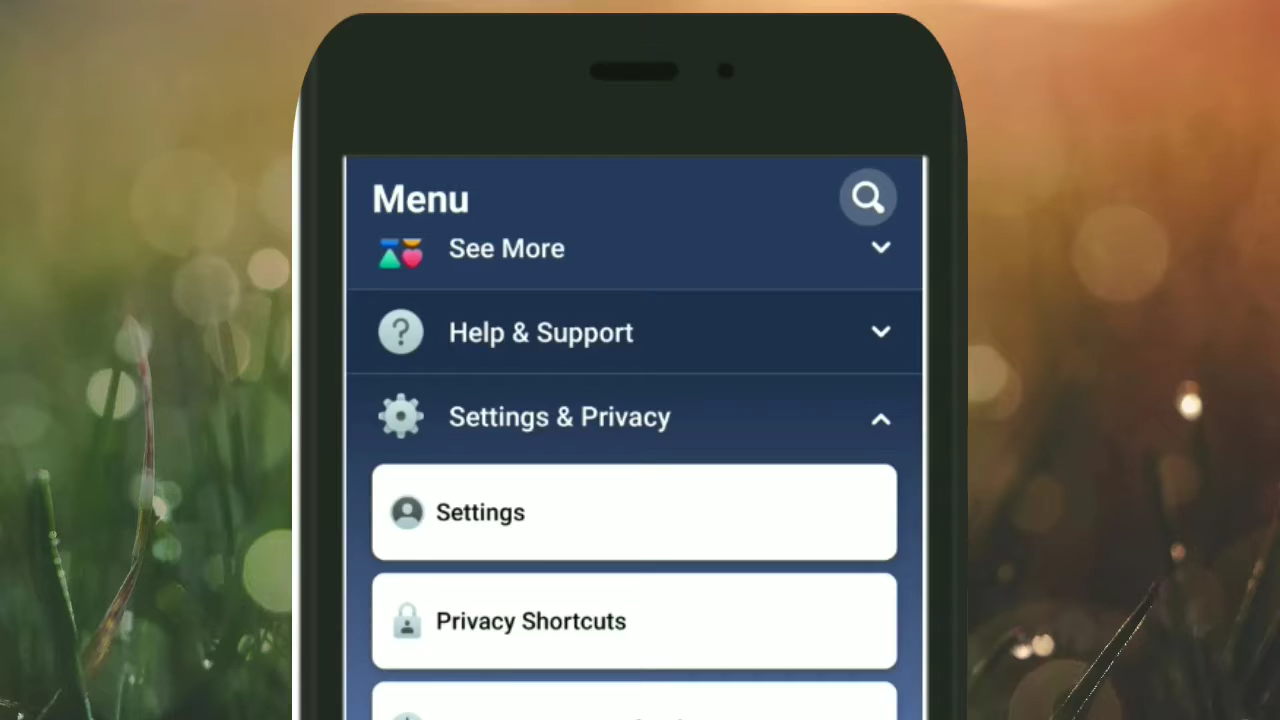 Menu
See More
Help & Support
Settings & Privacy
Settings
Privacy Shortcuts